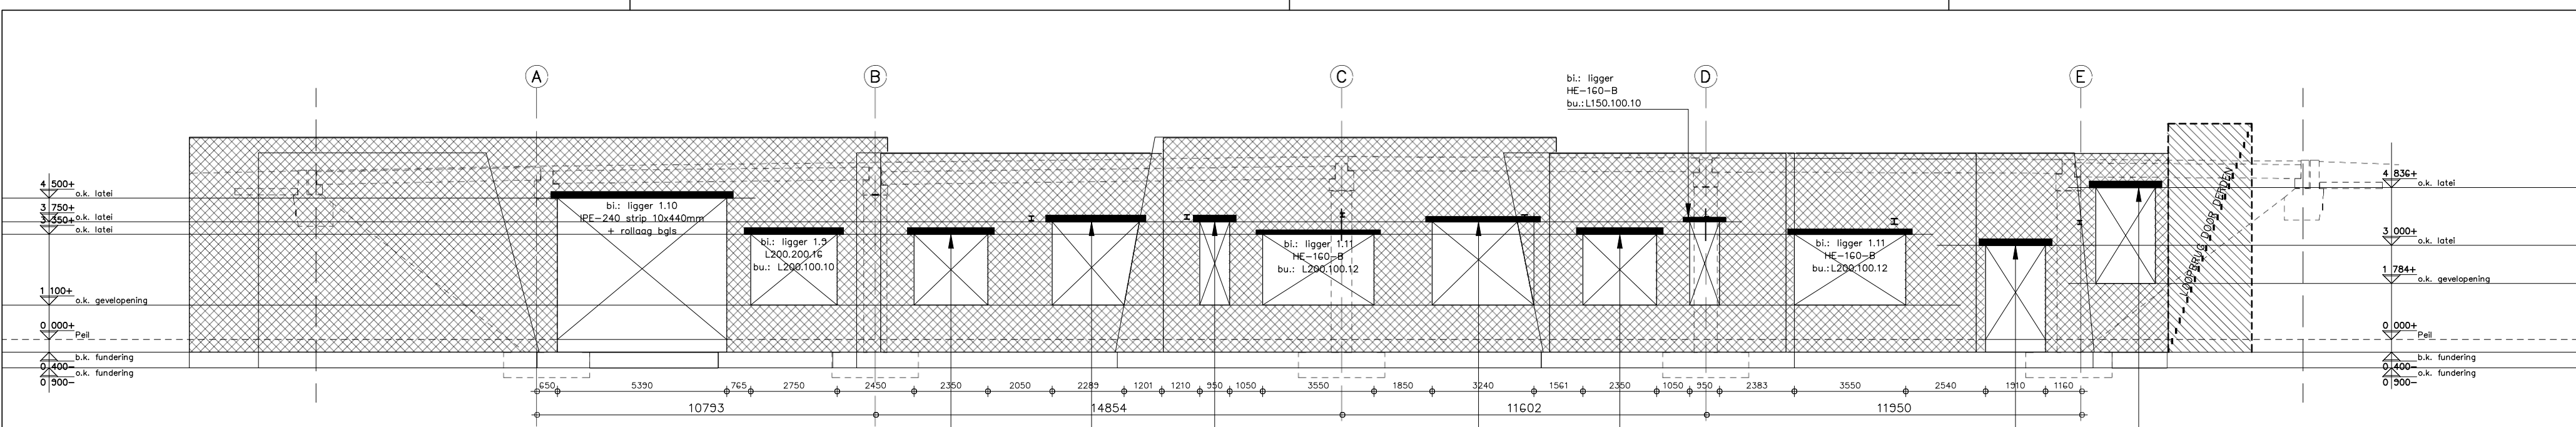 A
B
C
D
E
bi.: ligger
HE-160-B
bu.:L150.100.10
4 500+
o.k. latei
3 750+
o.k. latei
3 350+
o.k. latei
1 100+
o.k. gevelopening
0 000+
Peil
b.k. fundering
0 400-
o.k. fundering
0 900-
bi.: ligger 1.10
IPE-240 strip 10x440mm
+ rollaag bgls
bi.: ligger 1.9
L200.200.16
bu.: L200.100.10
bi.: ligger 1.11
HE-160-B
bu.: L200.100.12
bi.: ligger 1.11
HE-160-B
bu.:L200.100.12
LOOPBRUG DOOR DERDEN
4 836+
o.k. latei
3 000+
o.k. latei
1 784+
o.k. gevelopening
0 000+
Peil
b.k. fundering
0 400-
o.k. fundering
0 900-
650 5390 765 2750 2450 2350 2050 2289 1201 1210 950 1050 3550 1850 3240 1561 2350 1050 950 2383 3550 2540 1910 1160
10793 14854 11602 11950